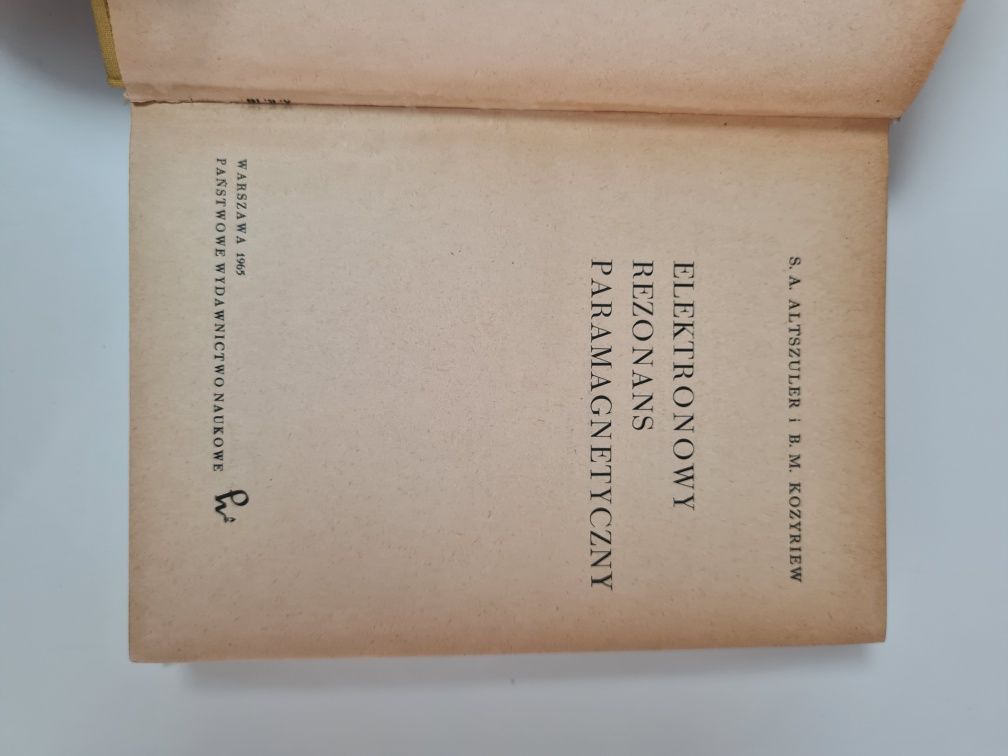 S. A. ALTSZULER i B. M. KOZYRIEW
ELEKTRONOWY
REZONANS
PARAMAGNETYCZNY
WARSZAWA 1965
PAŃSTWOWE WYDAWNICTWO NAUKOWE